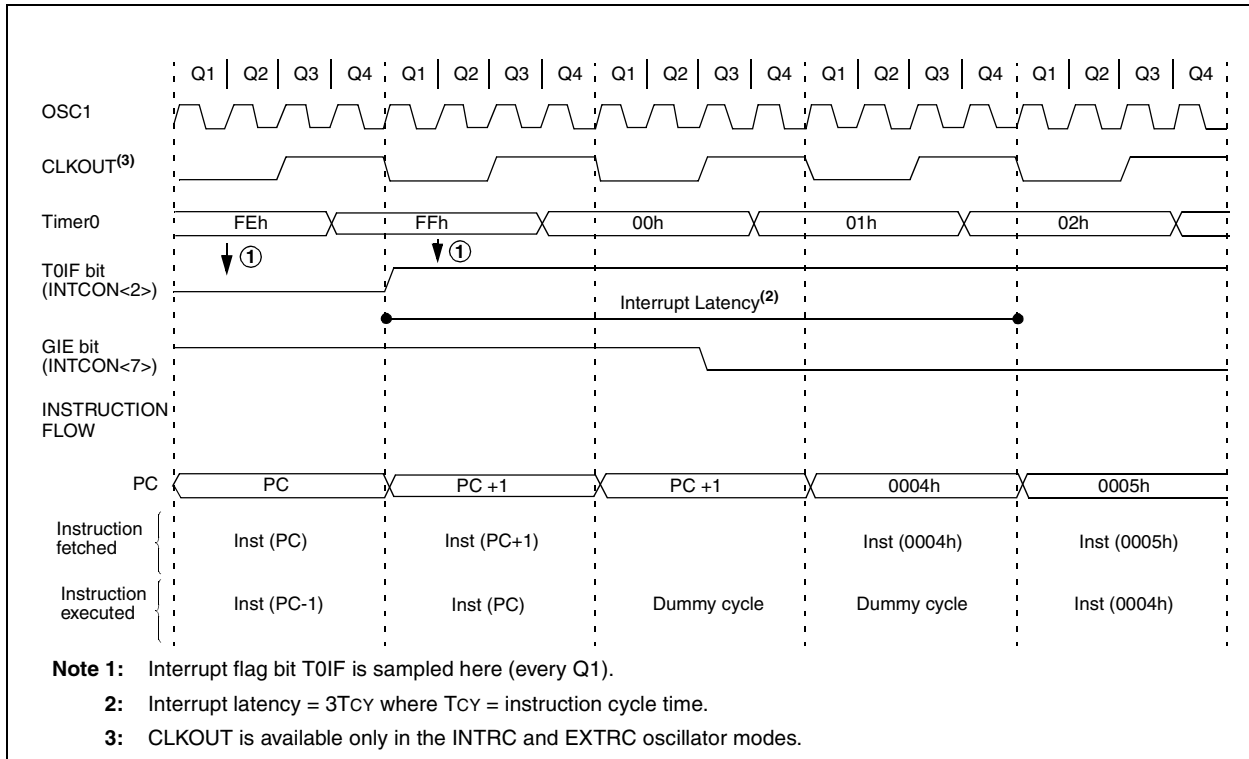 Q1 Q2 Q3 Q4 Q1 Q2 Q3 Q4 Q1 Q2 Q3 Q4 Q1 Q2 Q3 Q4 Q1 Q2 Q3 Q4
OSC1
CLKOUT(3)
Timer0 FEh FFh 00h 01h 02h
1 1
T0IF bit
(INTCON<2>)
Interrupt Latency(2)
GIE bit
(INTCON<7>)
INSTRUCTION
FLOW
PC PC PC +1 PC +1 0004h 0005h
Instruction
fetched
Inst (PC) Inst (PC+1) Inst (0004h) Inst (0005h)
Instruction
executed
Inst (PC-1) Inst (PC) Dummy cycle Dummy cycle Inst (0004h)
Note 1: Interrupt flag bit T0IF is sampled here (every Q1).
2: Interrupt latency = 3TCY where TCY = instruction cycle time.
3: CLKOUT is available only in the INTRC and EXTRC oscillator modes.